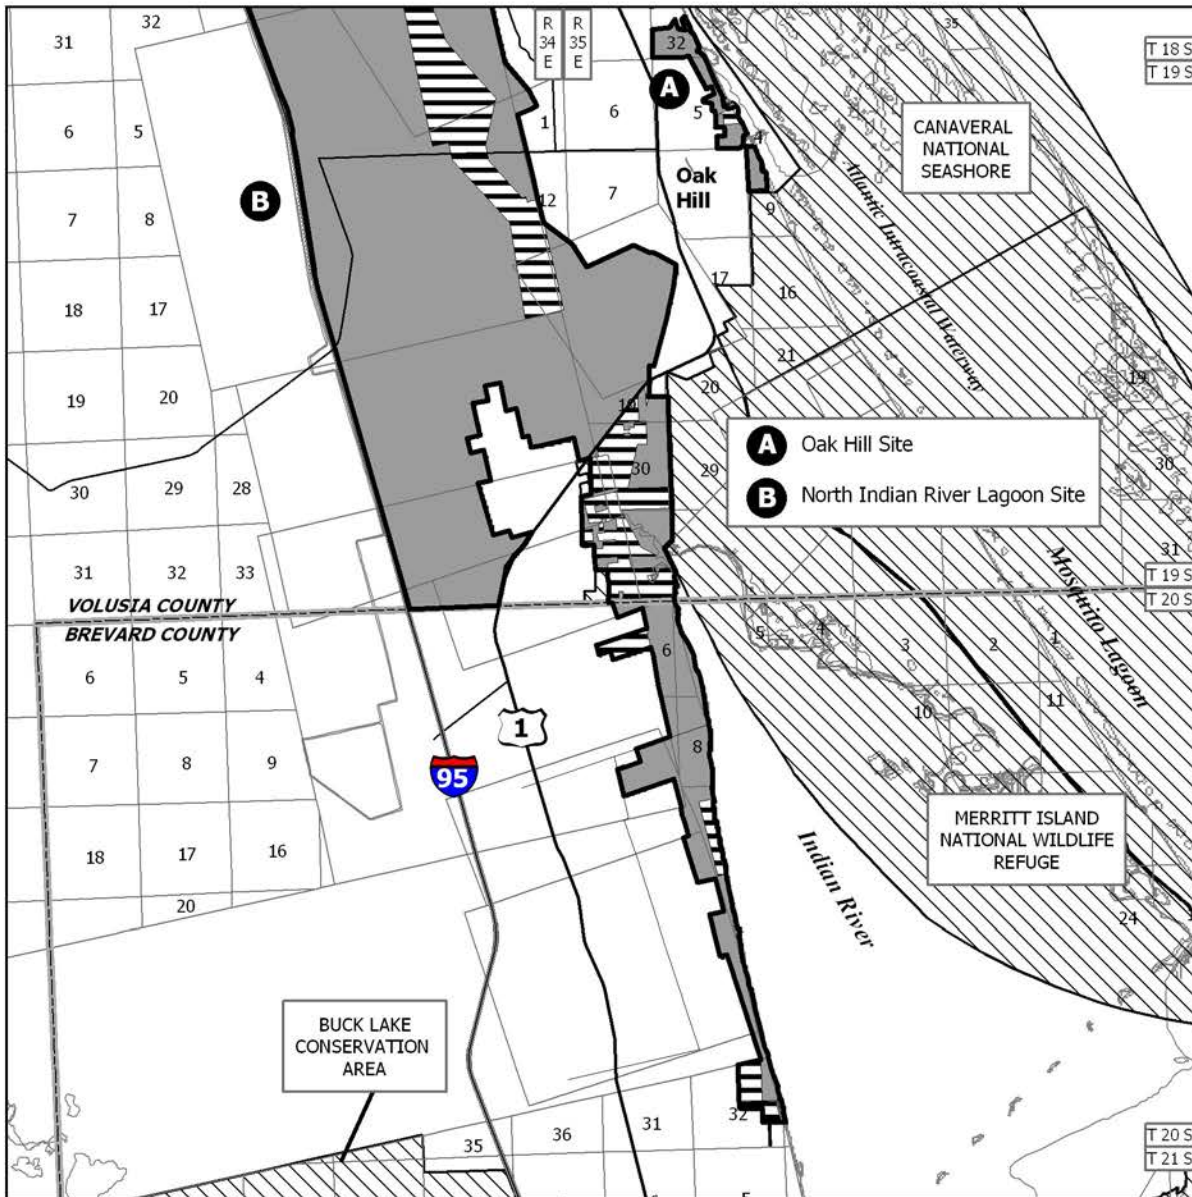 32
31
R
34
E
R
35
E
32
35
T 18 S
T 19 S
A
6
5
1
6
5
4
CANAVERAL
NATIONAL
SEASHORE
Oak
Hill
B
7
8
12
7
9
Atlantic Intracoastal Waterway
18
17
17
16
21
19
20
19
20
19
A Oak Hill Site
B North Indian River Lagoon Site
30
29
28
30
29
30
31
32
33
31
Mosquito Lagoon
T 19 S
T 20 S
VOLUSIA COUNTY
BREVARD COUNTY
6
5
4
6
5
4
3
2
1
11
10
1
95
7
8
9
8
MERRITT ISLAND
NATIONAL WILDLIFE
REFUGE
Indian River
18
17
16
20
24
BUCK LAKE
CONSERVATION
AREA
35
36
31
32
T 20 S
T 21 S